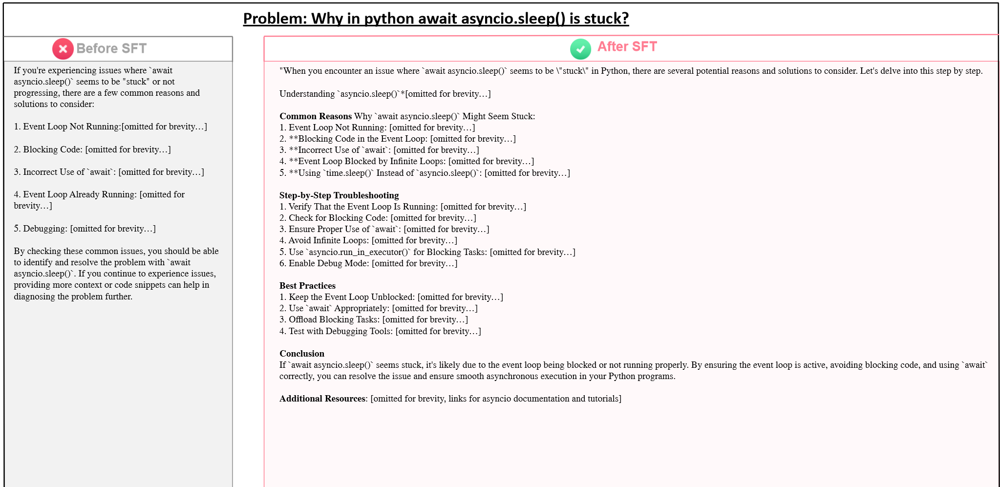 Problem: Why in python await asyncio.sleep() is stuck?
Before SFT
If you're experiencing issues where `await
asyncio.sleep()` seems to be "stuck" or not
progressing, there are a few common reasons and
solutions to consider:
1. Event Loop Not Running:[omitted for brevity…]
2. Blocking Code: [omitted for brevity…]
3. Incorrect Use of `await`: [omitted for brevity…]
4. Event Loop Already Running: [omitted for
brevity…]
5. Debugging: [omitted for brevity…]
By checking these common issues, you should be able
to identify and resolve the problem with `await
asyncio.sleep()`. If you continue to experience issues,
providing more context or code snippets can help in
diagnosing the problem further.
After SFT
"When you encounter an issue where `await asyncio.sleep()` seems to be \"stuck\" in Python, there are several potential reasons and solutions to consider. Let's delve into this step by step.
Understanding `asyncio.sleep()`*[omitted for brevity…]
Common Reasons Why `await asyncio.sleep()` Might Seem Stuck:
1. Event Loop Not Running: [omitted for brevity…]
2. **Blocking Code in the Event Loop: [omitted for brevity…]
3. **Incorrect Use of `await`: [omitted for brevity…]
4. **Event Loop Blocked by Infinite Loops: [omitted for brevity…]
5. **Using `time.sleep()` Instead of `asyncio.sleep()`: [omitted for brevity…]
Step-by-Step Troubleshooting
1. Verify That the Event Loop Is Running: [omitted for brevity…]
2. Check for Blocking Code: [omitted for brevity…]
3. Ensure Proper Use of `await`: [omitted for brevity…]
4. Avoid Infinite Loops: [omitted for brevity…]
5. Use `asyncio.run_in_executor()` for Blocking Tasks: [omitted for brevity…]
6. Enable Debug Mode: [omitted for brevity…]
Best Practices
1. Keep the Event Loop Unblocked: [omitted for brevity…]
2. Use `await` Appropriately: [omitted for brevity…]
3. Offload Blocking Tasks: [omitted for brevity…]
4. Test with Debugging Tools: [omitted for brevity…]
Conclusion
If `await asyncio.sleep()` seems stuck, it's likely due to the event loop being blocked or not running properly. By ensuring the event loop is active, avoiding blocking code, and using `await`
correctly, you can resolve the issue and ensure smooth asynchronous execution in your Python programs.
Additional Resources: [omitted for brevity, links for asyncio documentation and tutorials]